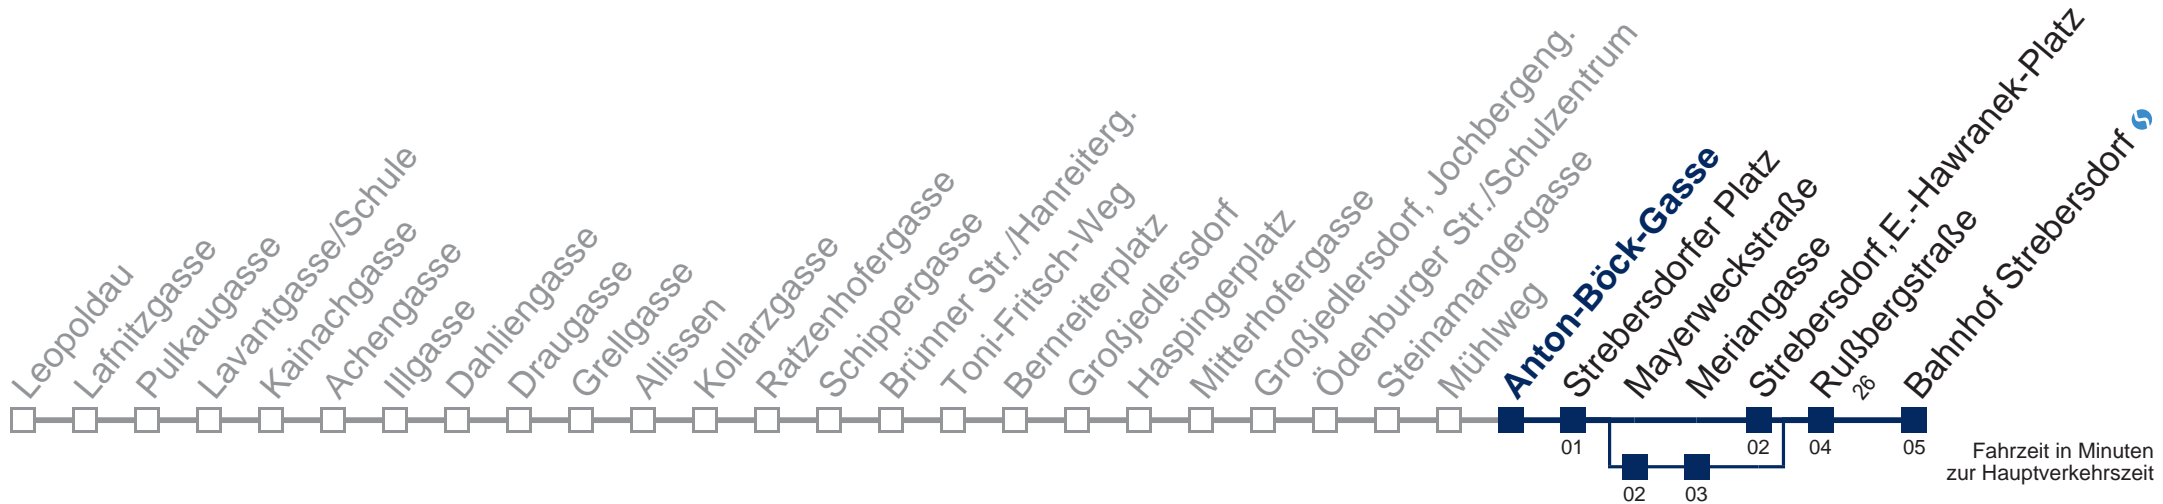 Leopoldau
Lafnitzgasse
Pulkaugasse
Lavantgasse/Schule
Kainachgasse
Achengasse
Illgasse
Dahliengasse
Draugasse
Grellgasse
Allissen
Kollarzgasse
Ratzenhofergasse
Schippergasse
Brünner Str./Hanreiterg.
Toni-Fritsch-Weg
Bernreiterplatz
Großjedlersdorf
Haspingerplatz
Mitterhofergasse
Großjedlersdorf, Jochbergeng.
Ödenburger Str./Schulzentrum
Steinamangergasse
Mühlweg
Anton-Böck-Gasse
Strebersdorfer Platz
Mayerweckstraße
Meriangasse
Strebersdorf,E.-Hawranek-Platz
Rußbergstraße
26
Bahnhof Strebersdorf
01
02
04
05
02
03
Fahrzeit in Minuten
zur Hauptverkehrszeit